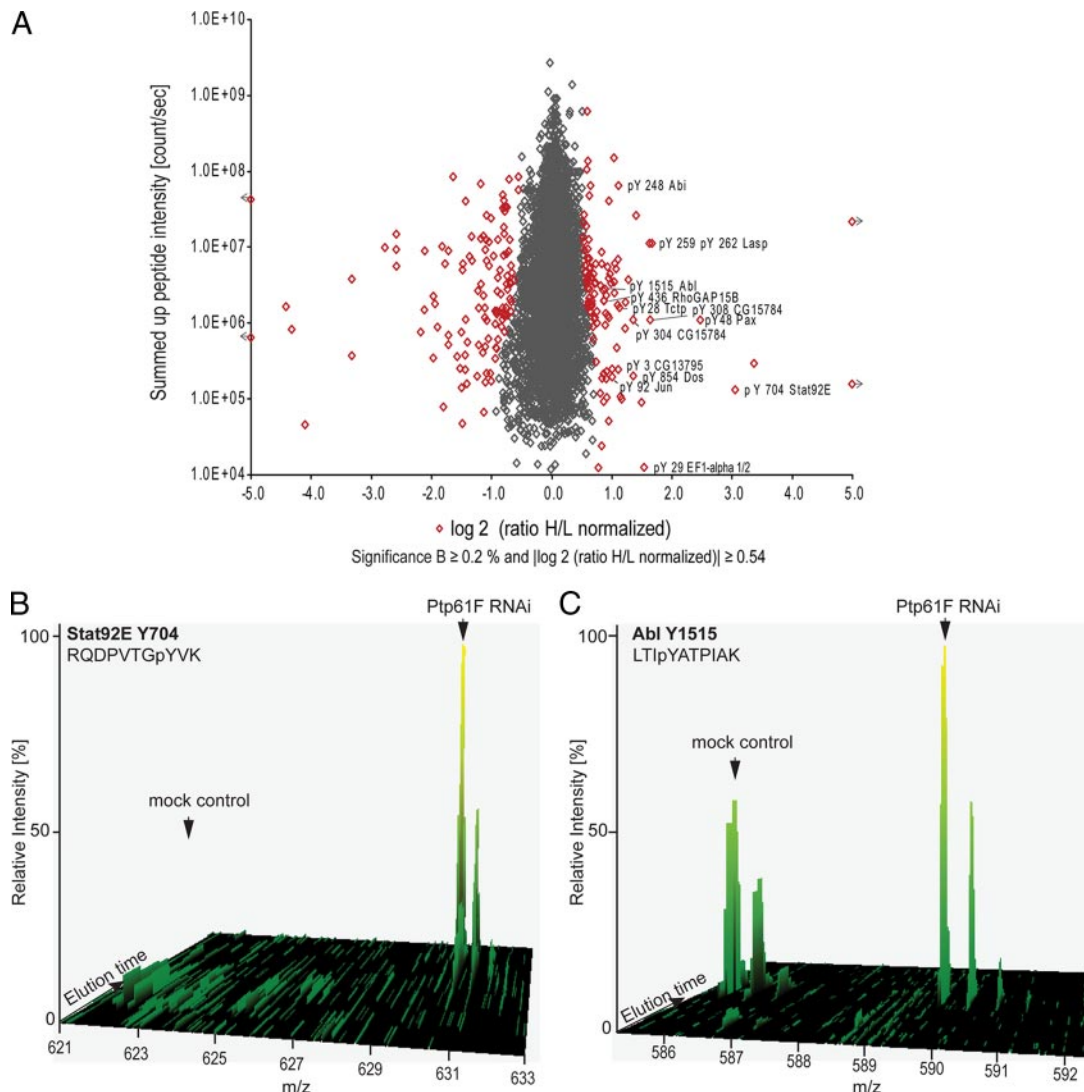 A
Summed up peptide intensity [count/sec]
1.0E+10
1.0E+09
1.0E+08
1.0E+07
1.0E+06
1.0E+05
1.0E+04
pY 248 Abi
pY 259 pY 262 Lasp
pY 1515 Abl
pY 436 RhoGAP15B
pY28 Tctp pY 308 CG15784
pY48 Pax
pY 304 CG15784
pY 3 CG13795
pY 854 Dos
pY 92 Jun
pY 704 Stat92E
pY 29 EF1-alpha 1/2
-5.0 -4.0 -3.0 -2.0 -1.0 0.0 1.0 2.0 3.0 4.0 5.0
log 2 (ratio H/L normalized)
Significance B ≥ 0.2 % and |log 2 (ratio H/L normalized)| ≥ 0.54
B
Ptp61F RNAi
100
Stat92E Y704
RQDPVTGpYVK
mock control
50
Relative Intensity [%]
Elution time
0
621 623 625 627 629 631 633
m/z
C
Ptp61F RNAi
100
Abl Y1515
LTIpYATPIAK
mock control
50
Relative Intensity [%]
Elution time
0
586 587 588 589 590 591 592
m/z